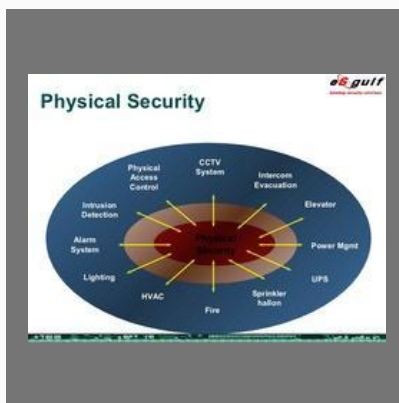 Physical Security
CCTV
System
Physical
Access
Control
Intercom
Evacuation
Intrusion
Detection
Elevator
Alarm
System
Physical
Security
Power Mgmt
Lighting
UPS
HVAC
Sprinkler
hallon
Fire